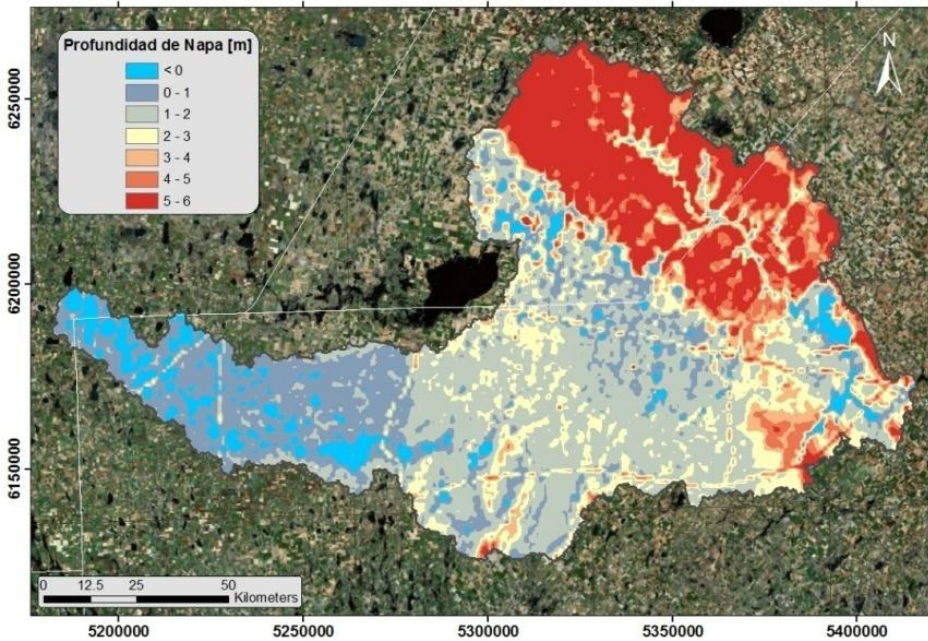 Profundidad de Napa [m]
< 0
0 - 1
1 - 2
2 - 3
3 - 4
4 - 5
5 - 6
N
6250000
6200000
6150000
0 12.5 25 50
Kilometers
5200000 5250000 5300000 5350000 5400000